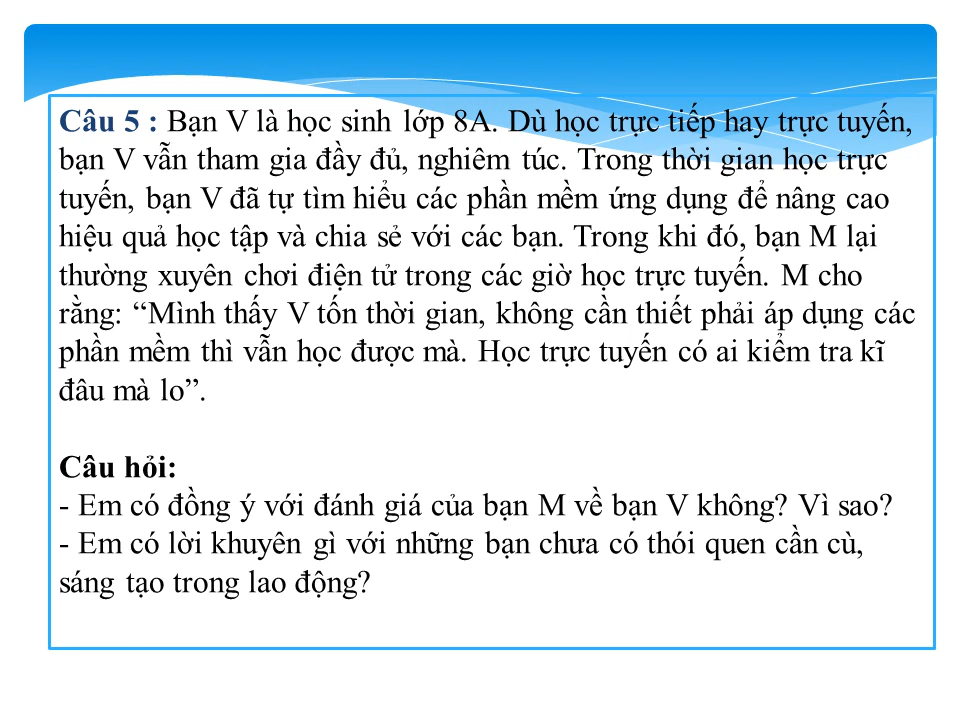 Câu 5 : Bạn V là học sinh lớp 8A. Dù học trực tiếp hay trực tuyến,
bạn V vẫn tham gia đầy đủ, nghiêm túc. Trong thời gian học trực
tuyến, bạn V đã tự tìm hiểu các phần mềm ứng dụng để nâng cao
hiệu quả học tập và chia sẻ với các bạn. Trong khi đó, bạn M lại
thường xuyên chơi điện tử trong các giờ học trực tuyến. M cho
rằng: “Mình thấy V tốn thời gian, không cần thiết phải áp dụng các
phần mềm thì vẫn học được mà. Học trực tuyến có ai kiểm tra kĩ
đâu mà lo”.
Câu hỏi:
- Em có đồng ý với đánh giá của bạn M về bạn V không? Vì sao?
- Em có lời khuyên gì với những bạn chưa có thói quen cần cù,
sáng tạo trong lao động?